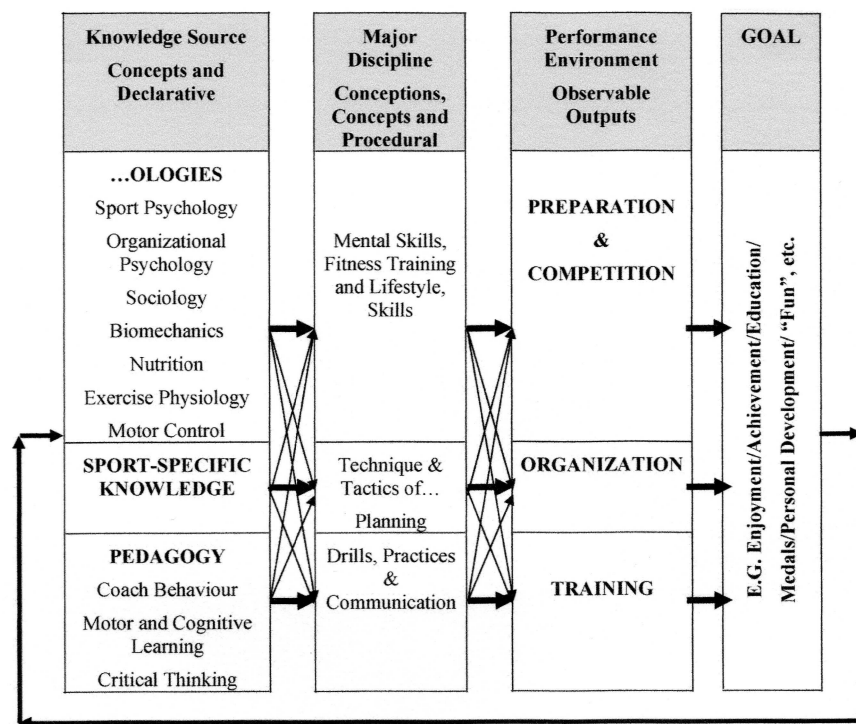 Knowledge Source
Concepts and
Declarative
Major
Discipline
Conceptions,
Concepts and
Procedural
Performance
Environment
Observable
Outputs
GOAL
…OLOGIES
Sport Psychology
Organizational
Psychology
Sociology
Biomechanics
Nutrition
Exercise Physiology
Motor Control
SPORT-SPECIFIC
KNOWLEDGE
PEDAGOGY
Coach Behaviour
Motor and Cognitive
Learning
Critical Thinking
Mental Skills,
Fitness Training
and Lifestyle,
Skills
Technique &
Tactics of…
Planning
Drills, Practices
&
Communication
PREPARATION
&
COMPETITION
ORGANIZATION
TRAINING
E.G. Enjoyment/Achievement/Education/
Medals/Personal Development/ “Fun”, etc.